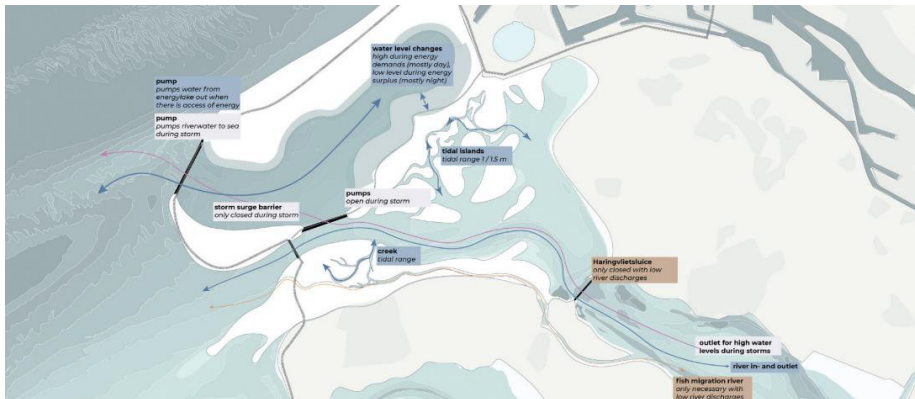 water level changes
high during energy
demands (mostly day),
low level during energy
surplus (mostly night)
pump
pumps water from
energylake out when
there is access of energy
pump
pumps riverwater to sea
during storm
tidal islands
tidal range 1 / 1.5 m
pumps
open during storm
storm surge barrier
only closed during storm
creek
tidal range
Haringvlietsluice
only closed with low
river discharges
outlet for high water
levels during storms
river in- and outlet
fish migration river
only necessary with
low river discharges